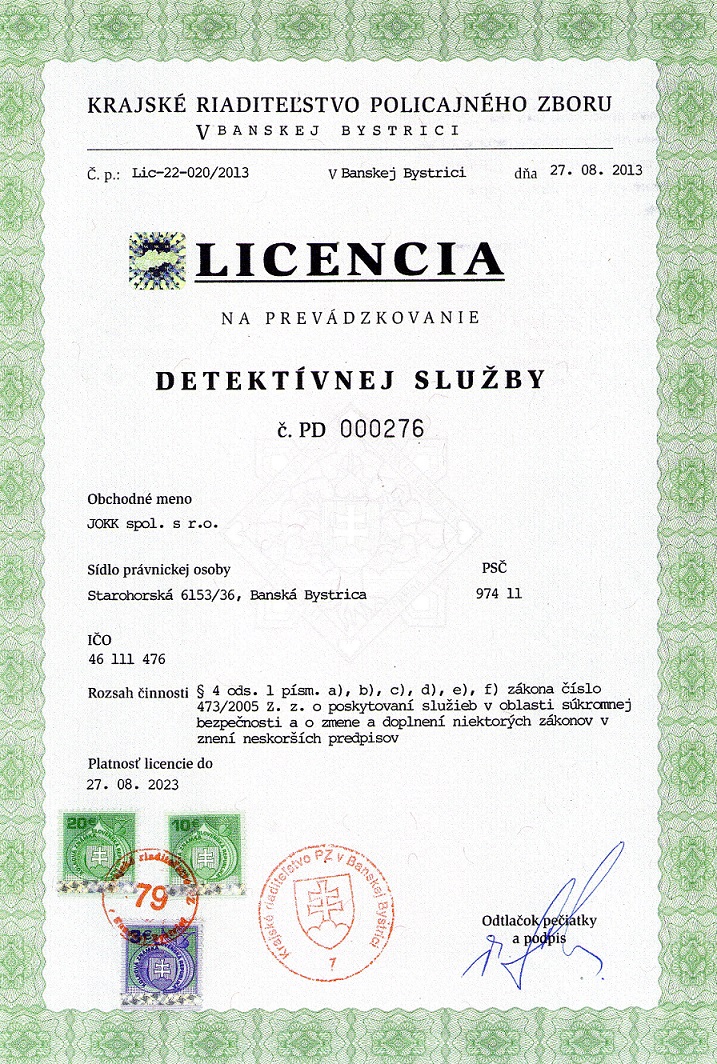 KRAJSKÉ RIADITEĽSTVO POLICAJNÉHO ZBORU
V BANSKEJ BYSTRICI
Č. p.: Lic-22-020/2013 V Banskej Bystrici dňa 27. 08. 2013
LICENCIA
NA PREVÁDZKOVANIE
DETEKTÍVNEJ SLUŽBY
č. PD 000276
Obchodné meno
JOKK spol. s r.o.
Sídlo právnickej osoby PSČ
Starohorská 6153/36, Banská Bystrica 974 11
IČO
46 111 476
Rozsah činnosti § 4 ods. 1 písm. a), b), c), d), e), f) zákona číslo
473/2005 Z. z. o poskytovaní služieb v oblasti súkromnej
bezpečnosti a o zmene a doplnení niektorých zákonov v
znení neskorších predpisov
Platnosť licencie do
27. 08. 2023
20€ 10€
79
3€
Krajské riaditeľstvo PZ v Banskej Bystrici
7
Odtlačok pečiatky
a podpis